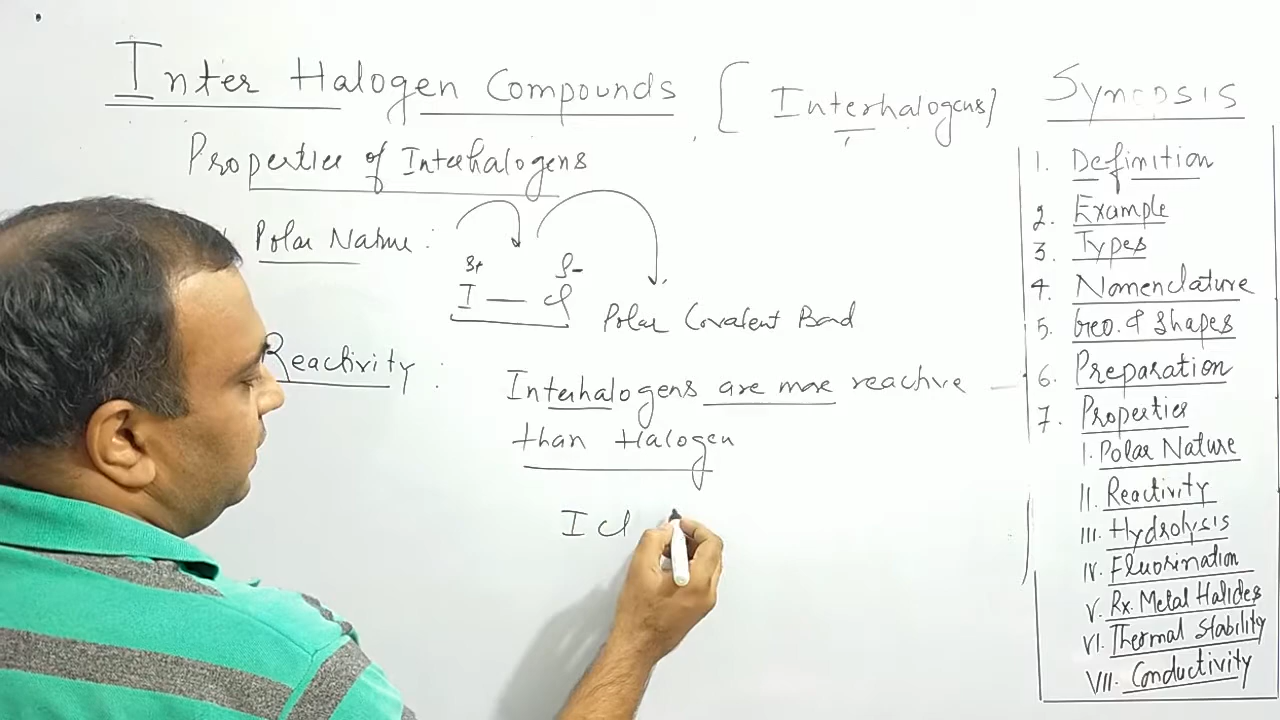 Inter Halogen Compounds [Interhalogens]
Properties of Interhalogens
Polar Nature :
δ+ δ-
I — Cl Polar Covalent Bond
Reactivity : Interhalogens are more reactive
than Halogen
ICl
Synopsis
1. Definition
2. Example
3. Types
4. Nomenclature
5. Geo. & Shapes
6. Preparation
7. Properties
I. Polar Nature
II. Reactivity
III. Hydrolysis
IV. Fluorination
V. Rx. Metal Halides
VI. Thermal Stability
VII. Conductivity